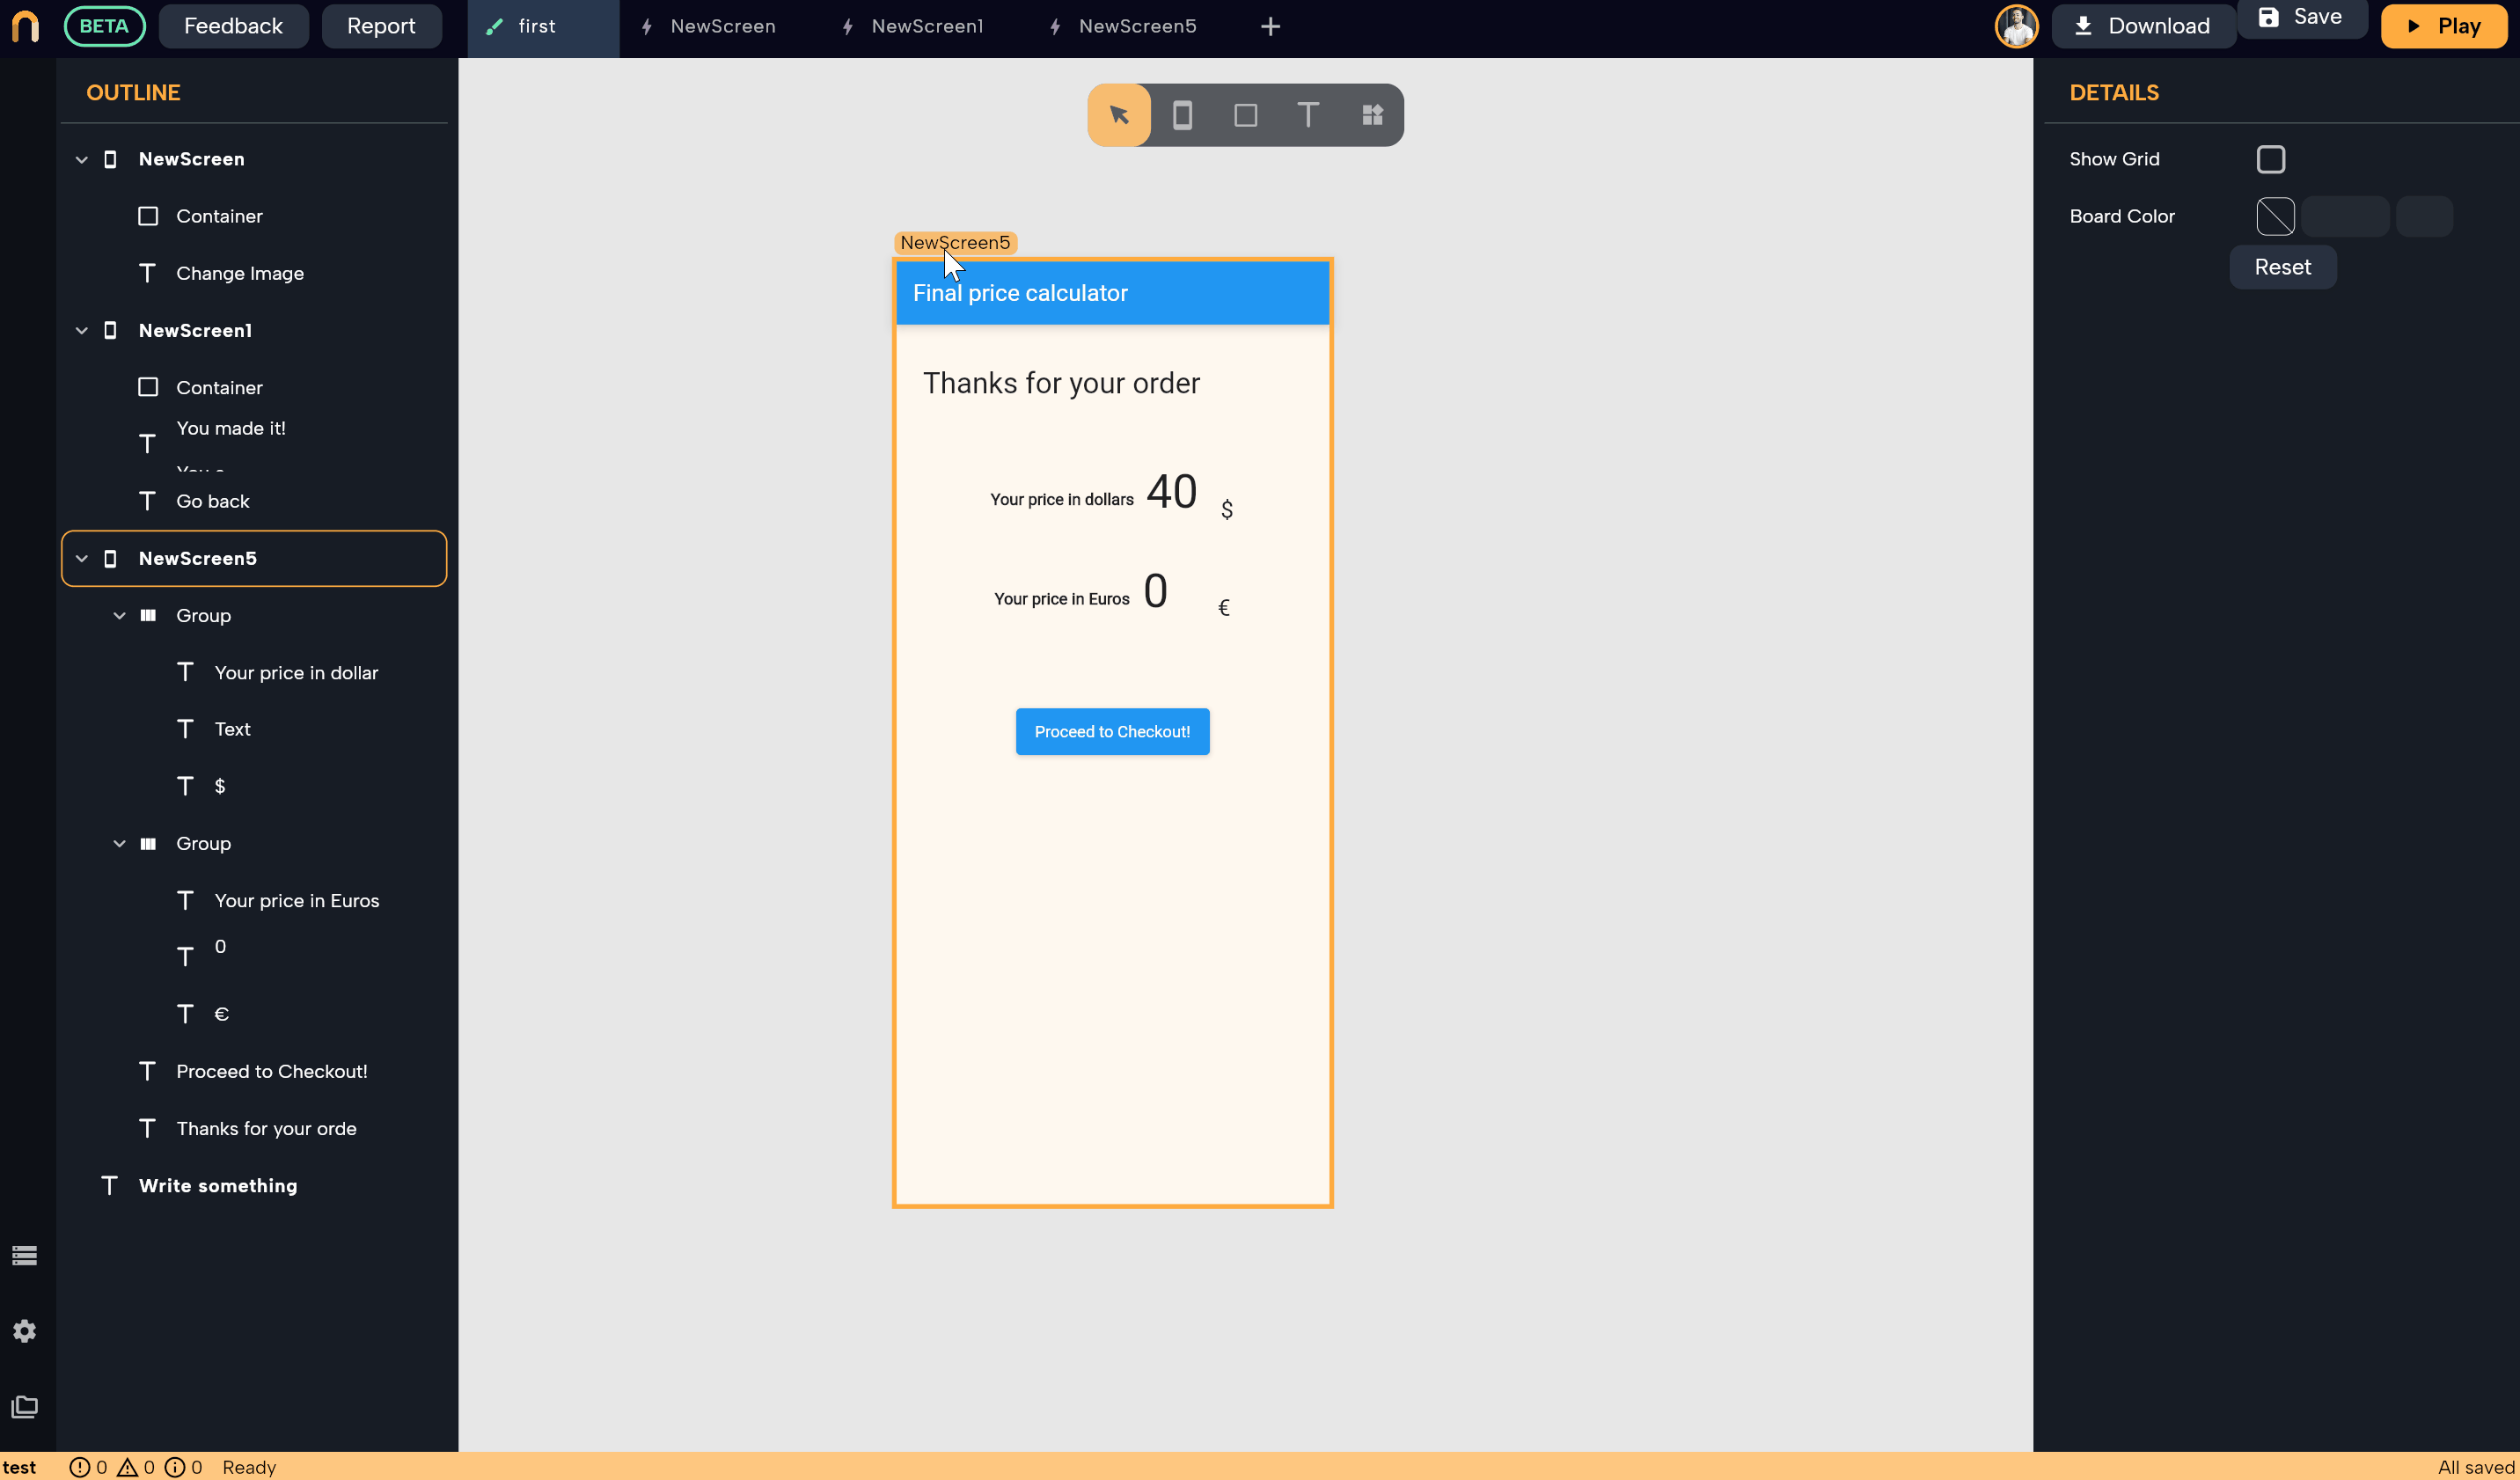 BETA
Feedback
Report
first
NewScreen
NewScreen1
NewScreen5
Download
Save
Play
OUTLINE
NewScreen
Container
Change Image
NewScreen1
Container
You made it!
Go back
NewScreen5
Group
Your price in dollar
Text
$
Group
Your price in Euros
0
€
Proceed to Checkout!
Thanks for your orde
Write something
NewScreen5
Final price calculator
Thanks for your order
Your price in dollars 40 $
Your price in Euros 0 €
Proceed to Checkout!
DETAILS
Show Grid
Board Color
Reset
test
0
0
0
Ready
All saved